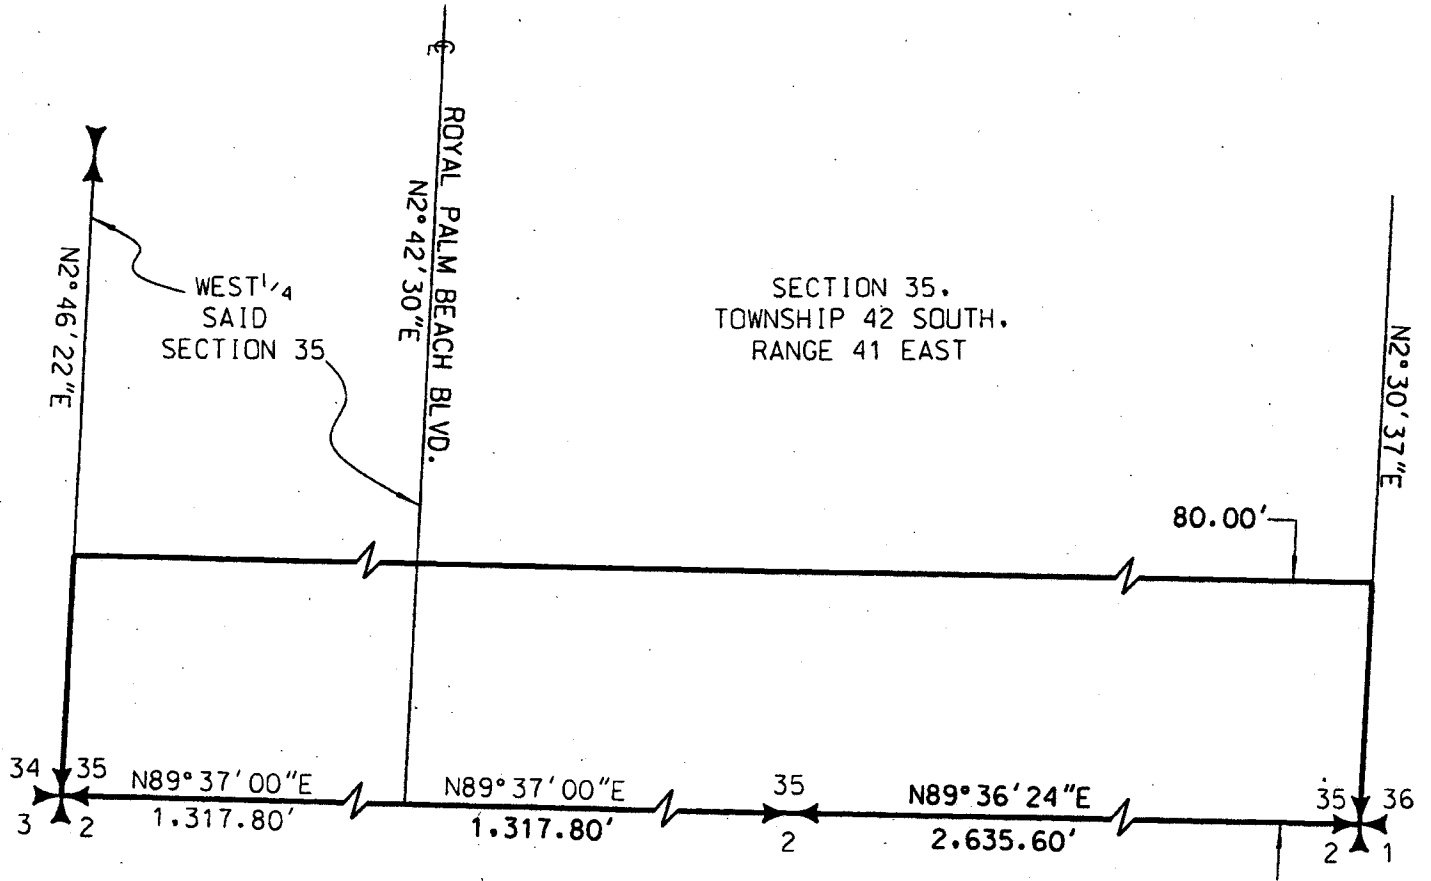 ℄ ROYAL PALM BEACH BLVD.
N2°42'30"E
N2°46'22"E
WEST 1/4
SAID
SECTION 35
SECTION 35.
TOWNSHIP 42 SOUTH.
RANGE 41 EAST
N2°30'37"E
80.00'
34 35
3 2
N89°37'00"E
1.317.80'
N89°37'00"E
1.317.80'
35
2
N89°36'24"E
2.635.60'
35 36
2 1